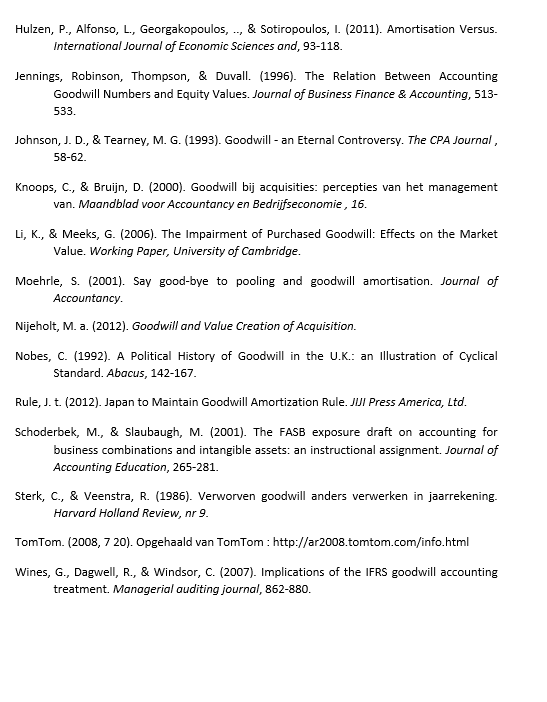 Hulzen, P., Alfonso, L., Georgakopoulos, .., & Sotiropoulos, I. (2011). Amortisation Versus.
International Journal of Economic Sciences and, 93-118.
Jennings, Robinson, Thompson, & Duvall. (1996). The Relation Between Accounting
Goodwill Numbers and Equity Values. Journal of Business Finance & Accounting, 513-
533.
Johnson, J. D., & Tearney, M. G. (1993). Goodwill - an Eternal Controversy. The CPA Journal ,
58-62.
Knoops, C., & Bruijn, D. (2000). Goodwill bij acquisities: percepties van het management
van. Maandblad voor Accountancy en Bedrijfseconomie , 16.
Li, K., & Meeks, G. (2006). The Impairment of Purchased Goodwill: Effects on the Market
Value. Working Paper, University of Cambridge.
Moehrle, S. (2001). Say good-bye to pooling and goodwill amortisation. Journal of
Accountancy.
Nijeholt, M. a. (2012). Goodwill and Value Creation of Acquisition.
Nobes, C. (1992). A Political History of Goodwill in the U.K.: an Illustration of Cyclical
Standard. Abacus, 142-167.
Rule, J. t. (2012). Japan to Maintain Goodwill Amortization Rule. JIJI Press America, Ltd.
Schoderbek, M., & Slaubaugh, M. (2001). The FASB exposure draft on accounting for
business combinations and intangible assets: an instructional assignment. Journal of
Accounting Education, 265-281.
Sterk, C., & Veenstra, R. (1986). Verworven goodwill anders verwerken in jaarrekening.
Harvard Holland Review, nr 9.
TomTom. (2008, 7 20). Opgehaald van TomTom : http://ar2008.tomtom.com/info.html
Wines, G., Dagwell, R., & Windsor, C. (2007). Implications of the IFRS goodwill accounting
treatment. Managerial auditing journal, 862-880.